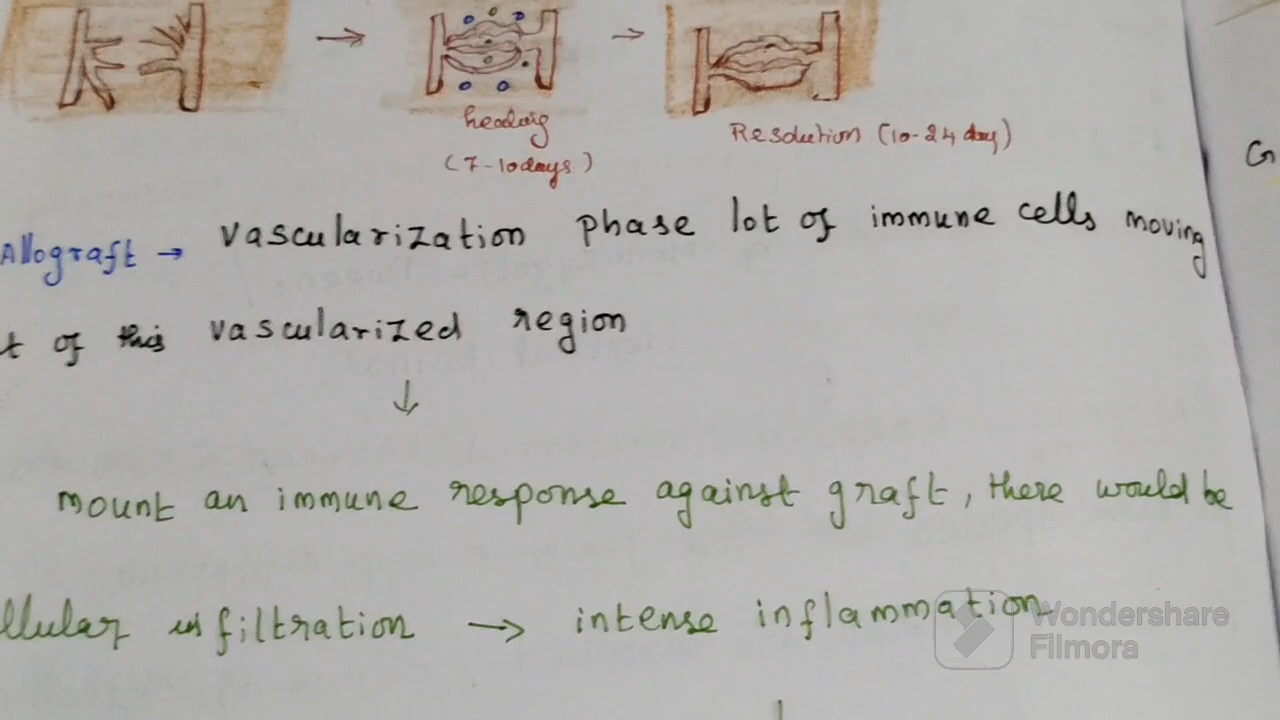 healing
(7-10days)
Resolution (10-24 day)
G
Allograft → vascularization phase lot of immune cells moving
t of this vascularized region
↓
mount an immune response against graft, there would be
llular infiltration → intense inflammation
Wondershare
Filmora